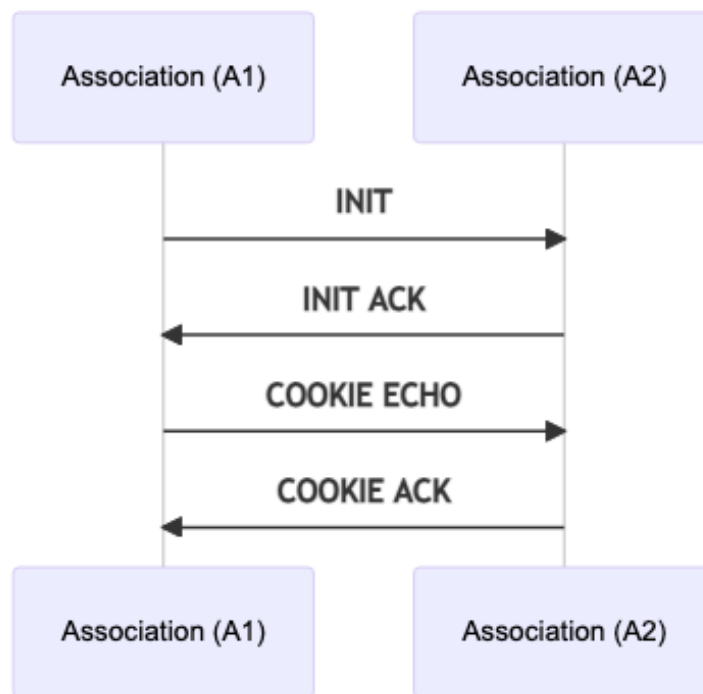 Association (A1)
Association (A2)
INIT
INIT ACK
COOKIE ECHO
COOKIE ACK
Association (A1)
Association (A2)